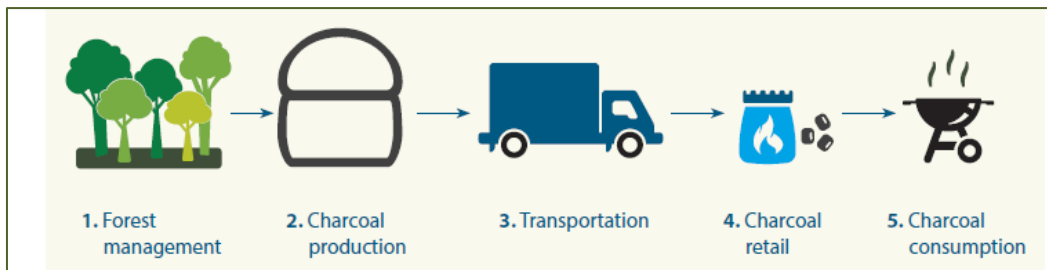 1. Forest
management
2. Charcoal
production
3. Transportation
4. Charcoal
retail
5. Charcoal
consumption